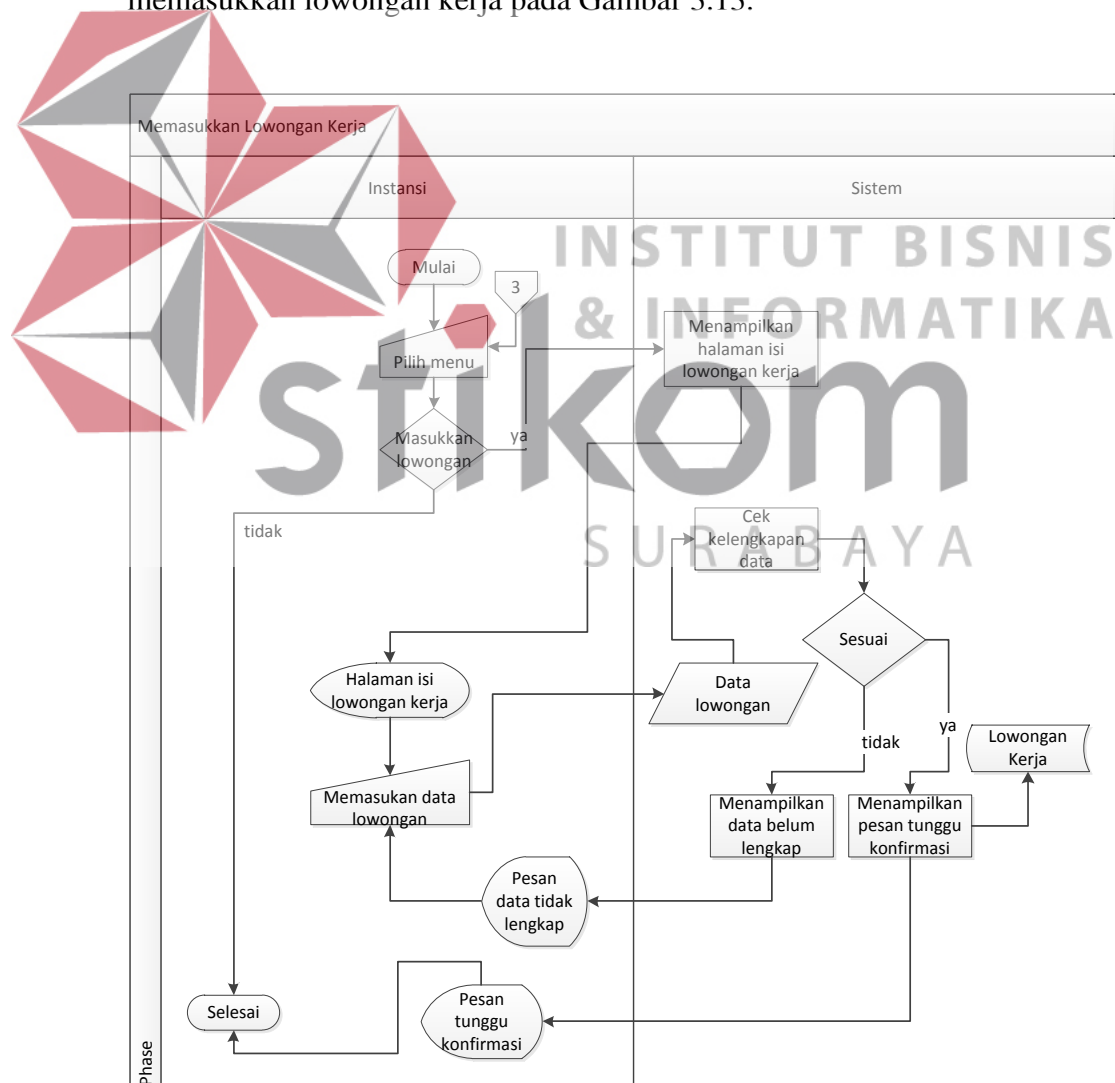 memasukkan lowongan kerja pada Gambar 3.13.
Memasukkan Lowongan Kerja
Instansi
Sistem
INSTITUT BISNIS
& INFORMATIKA
stikom
SURABAYA
Mulai
3
Pilih menu
Menampilkan
halaman isi
lowongan kerja
Masukkan
lowongan
ya
tidak
Cek
kelengkapan
data
Sesuai
Halaman isi
lowongan kerja
Data
lowongan
tidak
ya
Lowongan
Kerja
Memasukan data
lowongan
Menampilkan
data belum
lengkap
Menampilkan
pesan tunggu
konfirmasi
Pesan
data tidak
lengkap
Selesai
Pesan
tunggu
konfirmasi
Phase